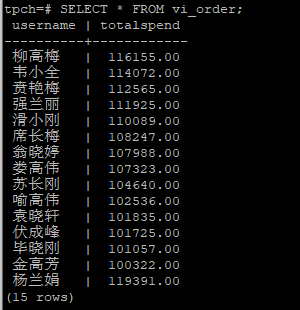 tpch=# SELECT * FROM vi_order;
username | totalspend
----------+------------
柳高梅 | 116155.00
韦小全 | 114072.00
贲艳梅 | 112565.00
强兰丽 | 111925.00
滑小刚 | 110089.00
席长梅 | 108247.00
翁晓婷 | 107988.00
娄高伟 | 107323.00
苏长刚 | 104640.00
喻高伟 | 102536.00
袁晓轩 | 101835.00
伏成峰 | 101725.00
毕晓刚 | 101057.00
金高芳 | 100322.00
杨兰娟 | 119391.00
(15 rows)